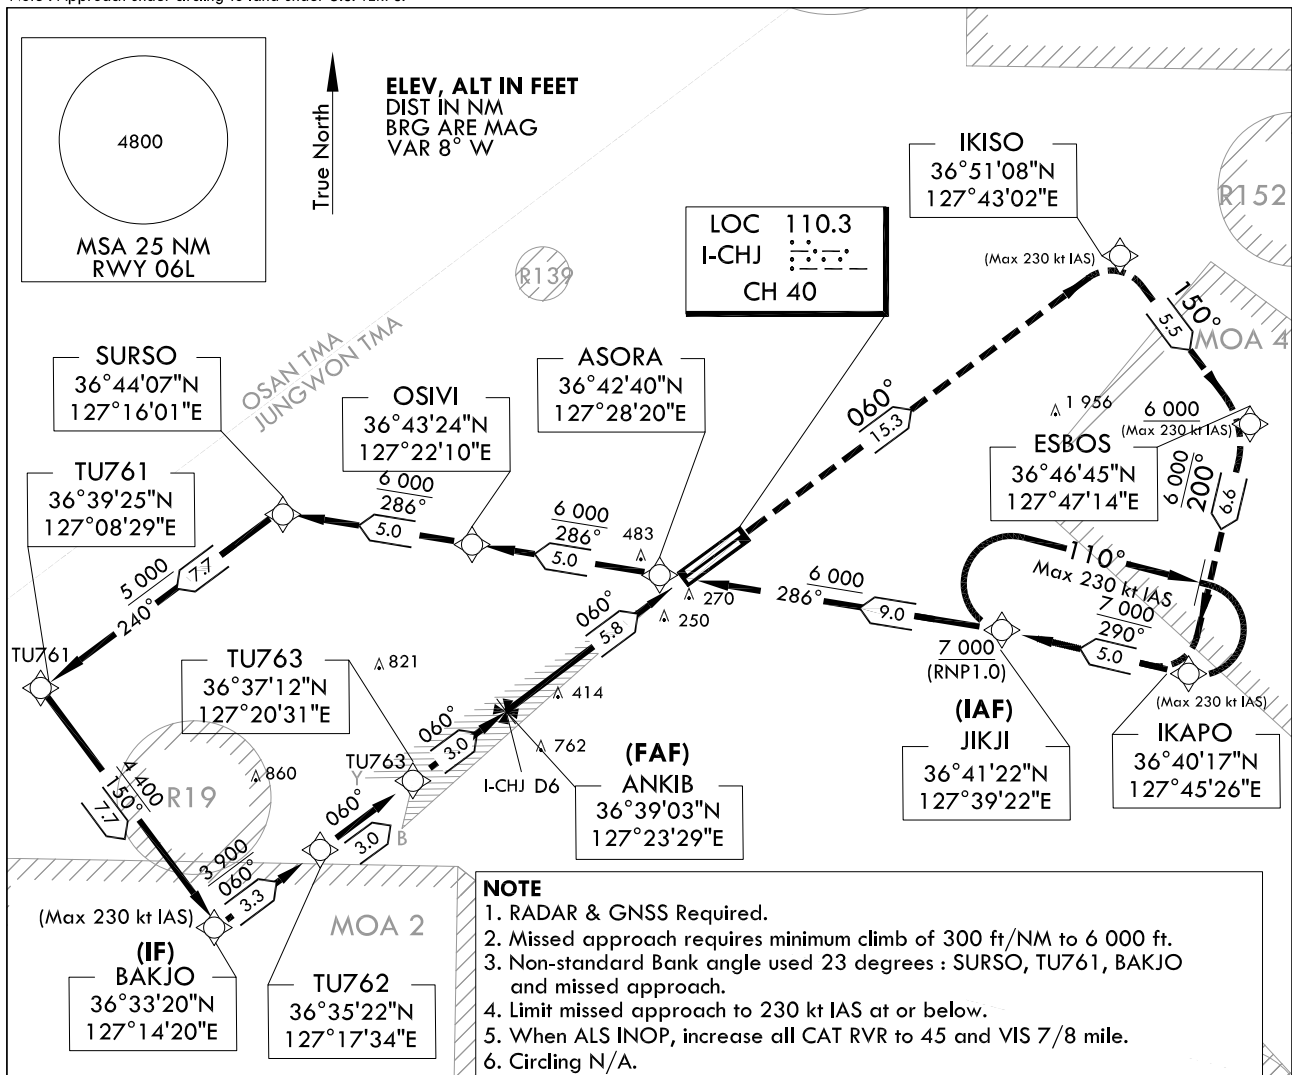 4800
MSA 25 NM
RWY 06L
True North
ELEV, ALT IN FEET
DIST IN NM
BRG ARE MAG
VAR 8° W
IKISO
36°51'08"N
127°43'02"E
R152
LOC 110.3
I-CHJ
CH 40
(Max 230 kt IAS)
R139
150°
5.5
MOA 4
OSAN TMA
JUNGWON TMA
SURSO
36°44'07"N
127°16'01"E
ASORA
36°42'40"N
127°28'20"E
OSIVI
36°43'24"N
127°22'10"E
060°
15.3
1 956
6 000
(Max 230 kt IAS)
ESBOS
36°46'45"N
127°47'14"E
TU761
36°39'25"N
127°08'29"E
6 000
286°
5.0
6 000
286°
5.0
483
6 000
200°
6.6
5 000
240°
7.7
110°
Max 230 kt IAS
6 000
286°
9.0
270
250
060°
5.8
7 000
290°
5.0
7 000
(RNP1.0)
TU761
TU763
36°37'12"N
127°20'31"E
821
414
(Max 230 kt IAS)
(IAF)
JIKJI
36°41'22"N
127°39'22"E
IKAPO
36°40'17"N
127°45'26"E
060°
3.0
762
(FAF)
ANKIB
36°39'03"N
127°23'29"E
I-CHJ D6
TU763
Y
B
860
R19
4 400
150°
7.7
060°
3.0
3 900
060°
3.3
(Max 230 kt IAS)
(IF)
BAKJO
36°33'20"N
127°14'20"E
MOA 2
TU762
36°35'22"N
127°17'34"E
NOTE
1. RADAR & GNSS Required.
2. Missed approach requires minimum climb of 300 ft/NM to 6 000 ft.
3. Non-standard Bank angle used 23 degrees : SURSO, TU761, BAKJO
and missed approach.
4. Limit missed approach to 230 kt IAS at or below.
5. When ALS INOP, increase all CAT RVR to 45 and VIS 7/8 mile.
6. Circling N/A.